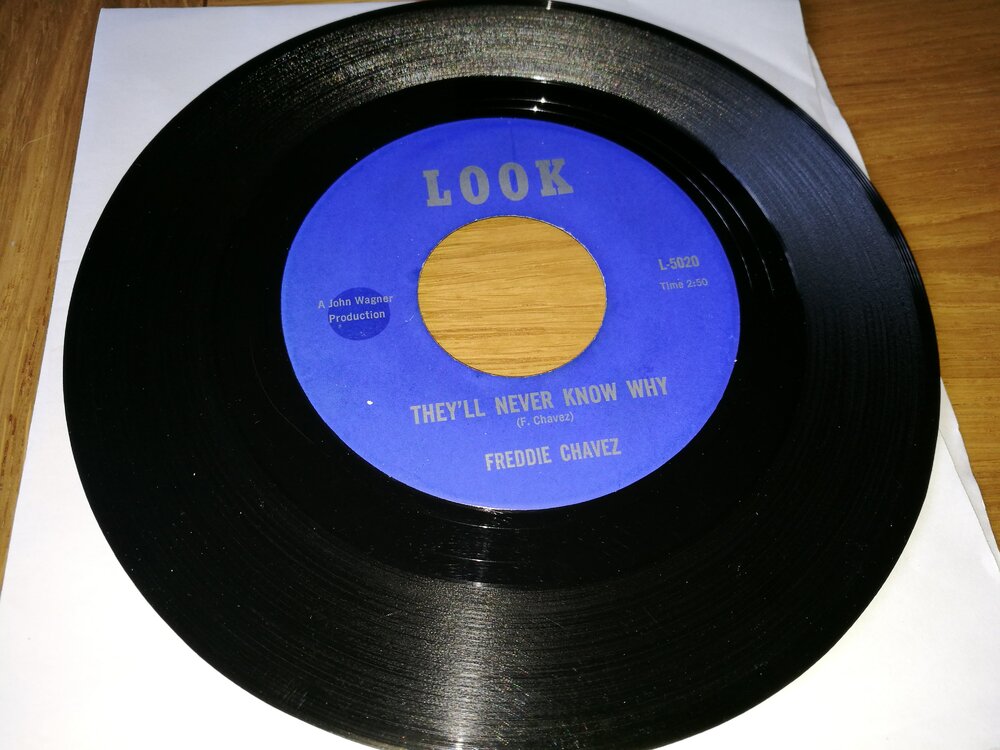 LOOK
L-5020
Time 2:50
A John Wagner
Production
THEY'LL NEVER KNOW WHY
(F. Chavez)
FREDDIE CHAVEZ